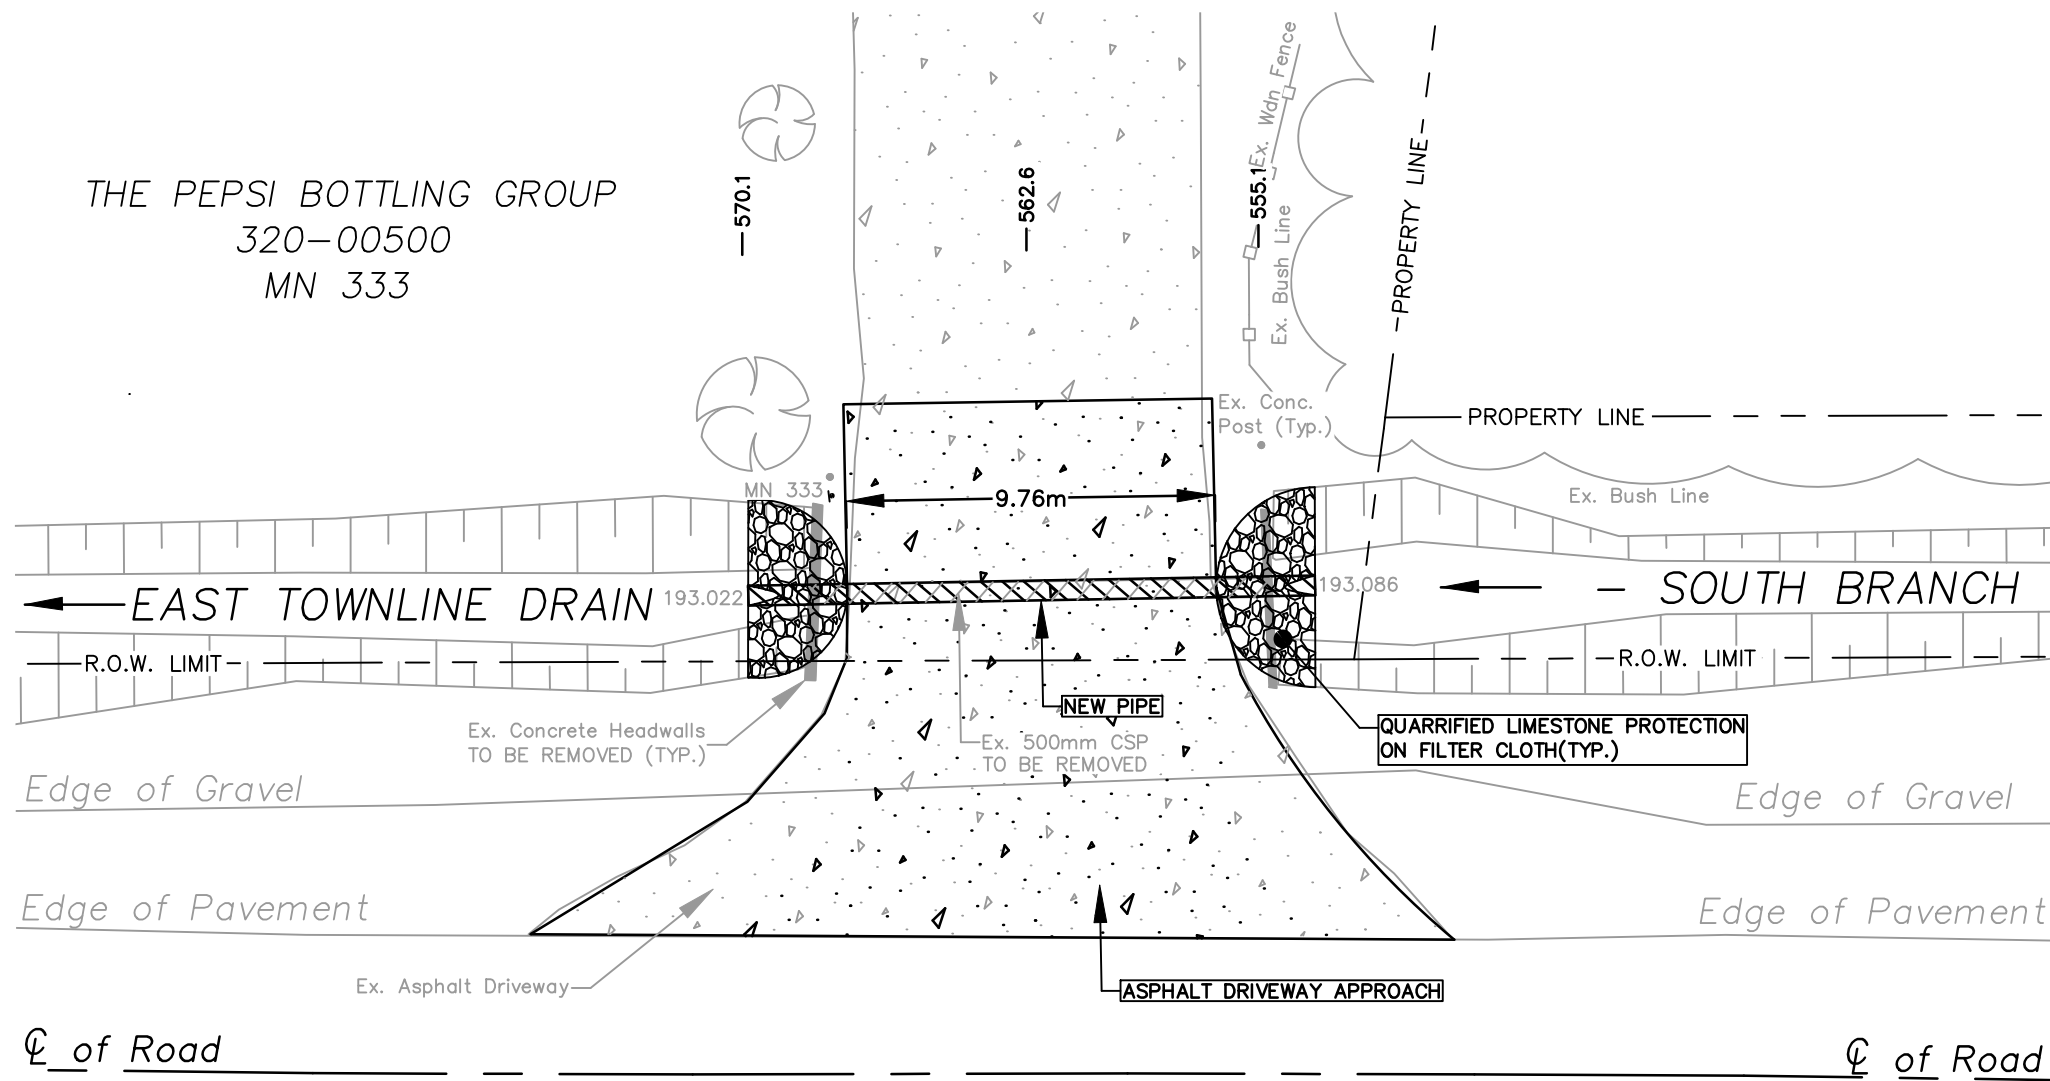 THE PEPSI BOTTLING GROUP
320-00500
MN 333
570.1
562.6
555.1
Ex. Wdn Fence
Ex. Bush Line
PROPERTY LINE
PROPERTY LINE
Ex. Conc.
Post (Typ.)
Ex. Bush Line
MN 333
9.76m
EAST TOWNLINE DRAIN
193.022
193.086
- SOUTH BRANCH
R.O.W. LIMIT
R.O.W. LIMIT
NEW PIPE
Ex. Concrete Headwalls
TO BE REMOVED (TYP.)
Ex. 500mm CSP
TO BE REMOVED
QUARRIFIED LIMESTONE PROTECTION
ON FILTER CLOTH(TYP.)
Edge of Gravel
Edge of Gravel
Edge of Pavement
Edge of Pavement
Ex. Asphalt Driveway
ASPHALT DRIVEWAY APPROACH
℄ of Road
℄ of Road